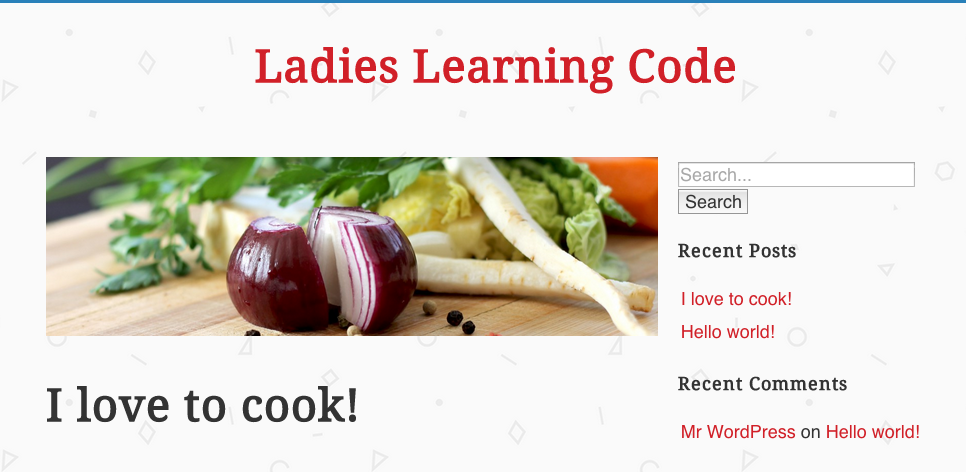 Ladies Learning Code
Search...
Search
Recent Posts
I love to cook!
Hello world!
Recent Comments
Mr WordPress on Hello world!
I love to cook!